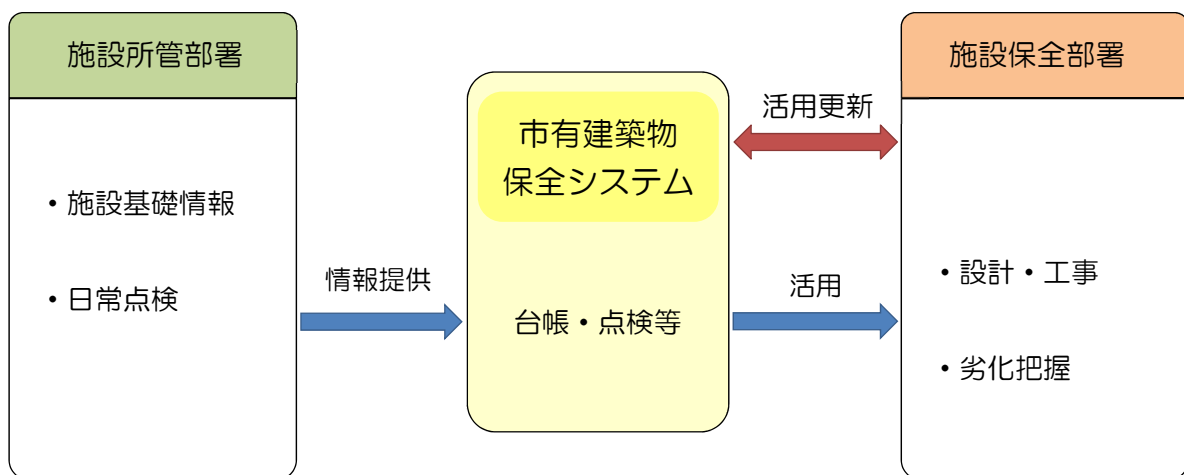 施設所管部署
・施設基礎情報
・日常点検
情報提供
市有建築物
保全システム
台帳・点検等
活用更新
活用
施設保全部署
・設計・工事
・劣化把握